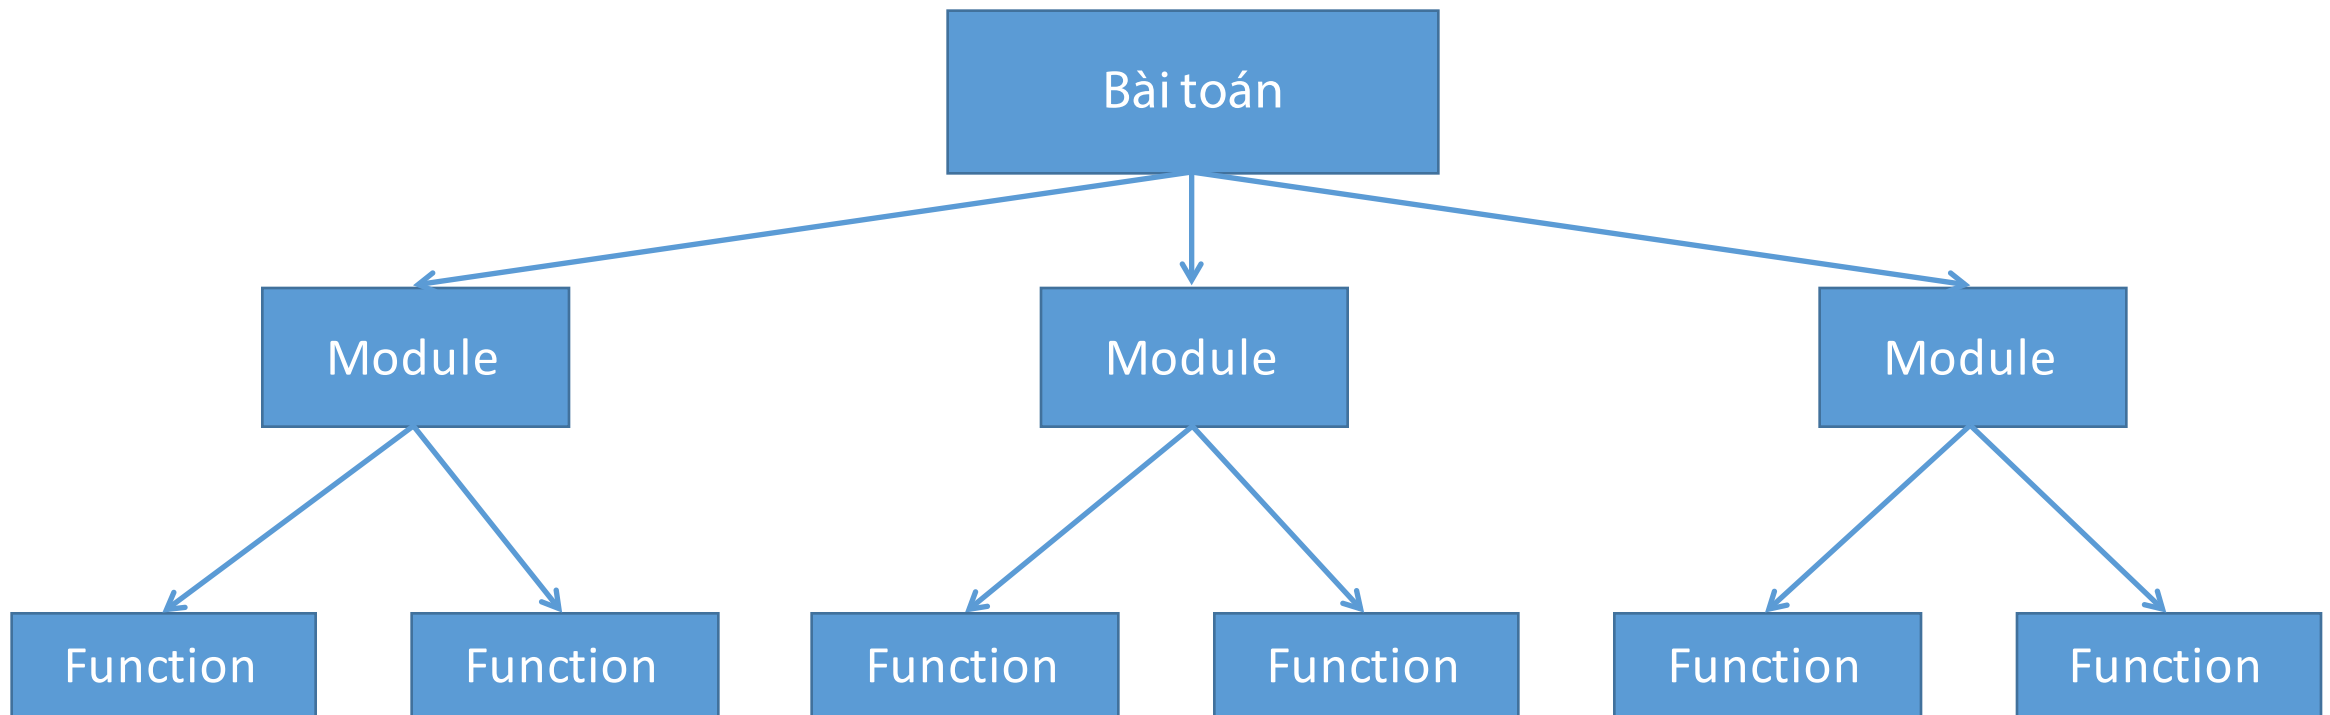 Bài toán
Module
Module
Module
Function
Function
Function
Function
Function
Function